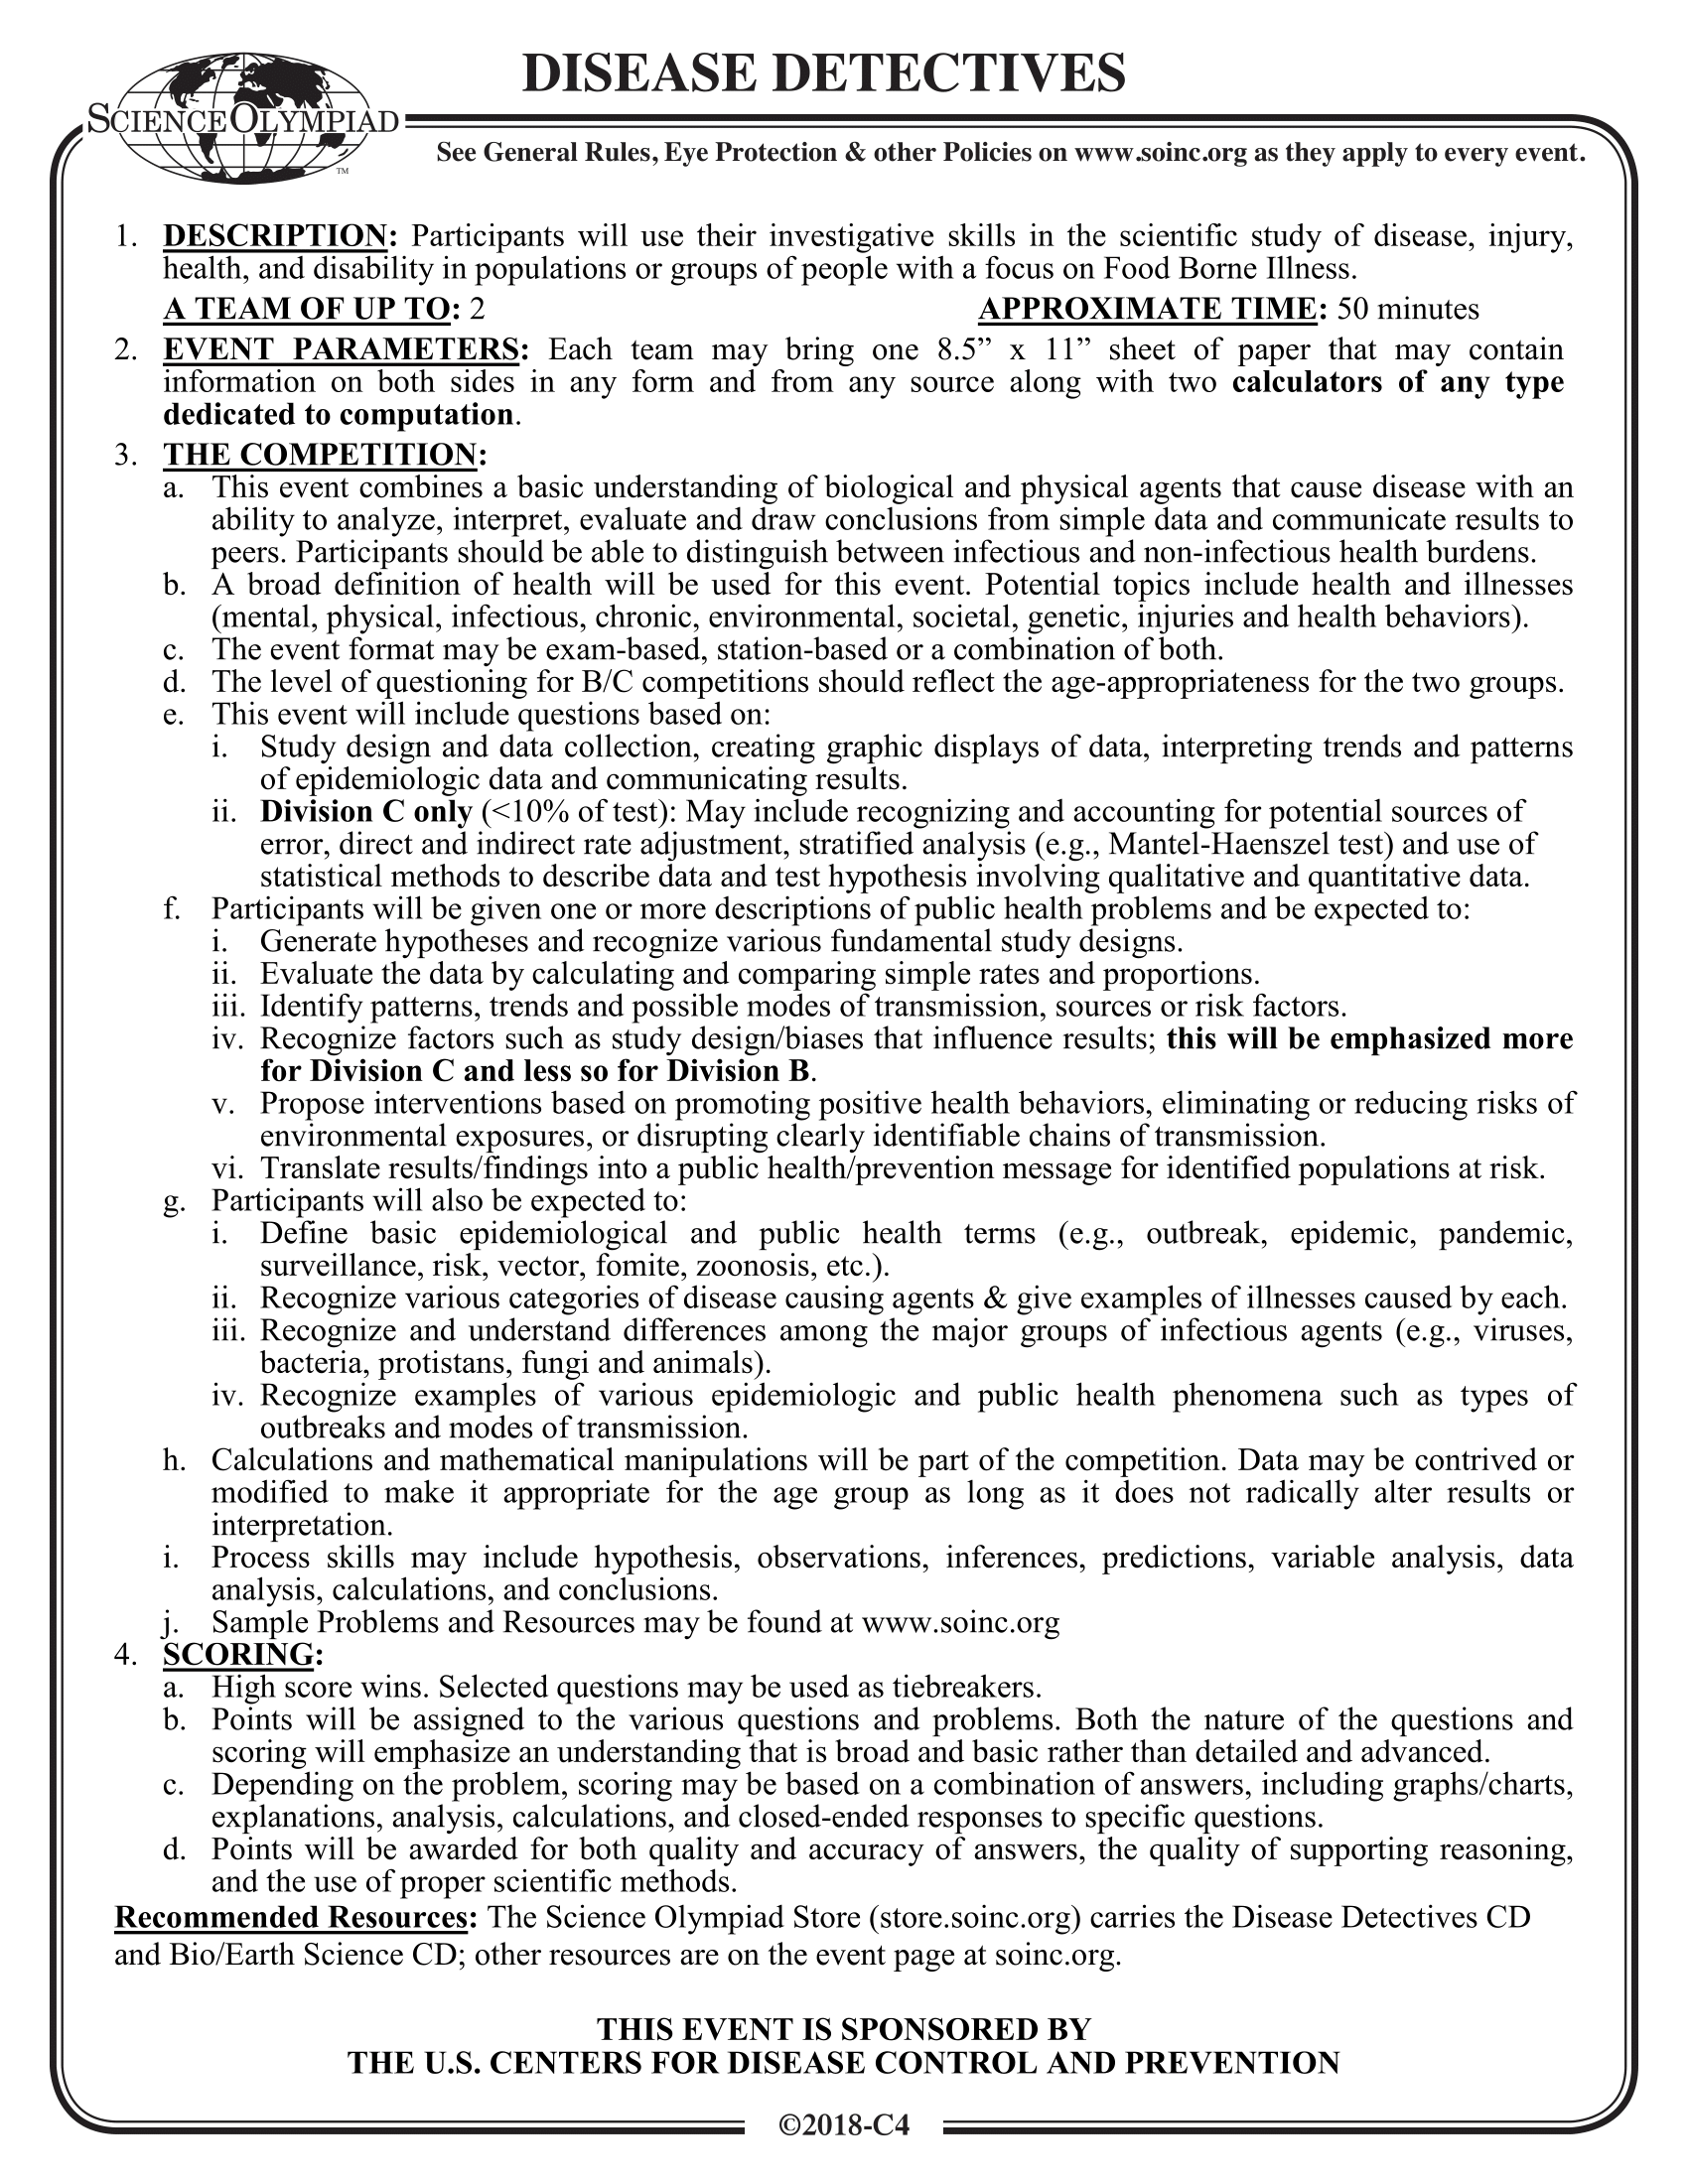 DISEASE DETECTIVES
SCIENCE OLYMPIAD
TM
See General Rules, Eye Protection & other Policies on www.soinc.org as they apply to every event.
1. DESCRIPTION: Participants will use their investigative skills in the scientific study of disease, injury,
health, and disability in populations or groups of people with a focus on Food Borne Illness.
A TEAM OF UP TO: 2 APPROXIMATE TIME: 50 minutes
2. EVENT PARAMETERS: Each team may bring one 8.5” x 11” sheet of paper that may contain
information on both sides in any form and from any source along with two calculators of any type
dedicated to computation.
3. THE COMPETITION:
a. This event combines a basic understanding of biological and physical agents that cause disease with an
ability to analyze, interpret, evaluate and draw conclusions from simple data and communicate results to
peers. Participants should be able to distinguish between infectious and non-infectious health burdens.
b. A broad definition of health will be used for this event. Potential topics include health and illnesses
(mental, physical, infectious, chronic, environmental, societal, genetic, injuries and health behaviors).
c. The event format may be exam-based, station-based or a combination of both.
d. The level of questioning for B/C competitions should reflect the age-appropriateness for the two groups.
e. This event will include questions based on:
i. Study design and data collection, creating graphic displays of data, interpreting trends and patterns
of epidemiologic data and communicating results.
ii. Division C only (<10% of test): May include recognizing and accounting for potential sources of
error, direct and indirect rate adjustment, stratified analysis (e.g., Mantel-Haenszel test) and use of
statistical methods to describe data and test hypothesis involving qualitative and quantitative data.
f. Participants will be given one or more descriptions of public health problems and be expected to:
i. Generate hypotheses and recognize various fundamental study designs.
ii. Evaluate the data by calculating and comparing simple rates and proportions.
iii. Identify patterns, trends and possible modes of transmission, sources or risk factors.
iv. Recognize factors such as study design/biases that influence results; this will be emphasized more
for Division C and less so for Division B.
v. Propose interventions based on promoting positive health behaviors, eliminating or reducing risks of
environmental exposures, or disrupting clearly identifiable chains of transmission.
vi. Translate results/findings into a public health/prevention message for identified populations at risk.
g. Participants will also be expected to:
i. Define basic epidemiological and public health terms (e.g., outbreak, epidemic, pandemic,
surveillance, risk, vector, fomite, zoonosis, etc.).
ii. Recognize various categories of disease causing agents & give examples of illnesses caused by each.
iii. Recognize and understand differences among the major groups of infectious agents (e.g., viruses,
bacteria, protistans, fungi and animals).
iv. Recognize examples of various epidemiologic and public health phenomena such as types of
outbreaks and modes of transmission.
h. Calculations and mathematical manipulations will be part of the competition. Data may be contrived or
modified to make it appropriate for the age group as long as it does not radically alter results or
interpretation.
i. Process skills may include hypothesis, observations, inferences, predictions, variable analysis, data
analysis, calculations, and conclusions.
j. Sample Problems and Resources may be found at www.soinc.org
4. SCORING:
a. High score wins. Selected questions may be used as tiebreakers.
b. Points will be assigned to the various questions and problems. Both the nature of the questions and
scoring will emphasize an understanding that is broad and basic rather than detailed and advanced.
c. Depending on the problem, scoring may be based on a combination of answers, including graphs/charts,
explanations, analysis, calculations, and closed-ended responses to specific questions.
d. Points will be awarded for both quality and accuracy of answers, the quality of supporting reasoning,
and the use of proper scientific methods.
Recommended Resources: The Science Olympiad Store (store.soinc.org) carries the Disease Detectives CD
and Bio/Earth Science CD; other resources are on the event page at soinc.org.
THIS EVENT IS SPONSORED BY
THE U.S. CENTERS FOR DISEASE CONTROL AND PREVENTION
©2018-C4